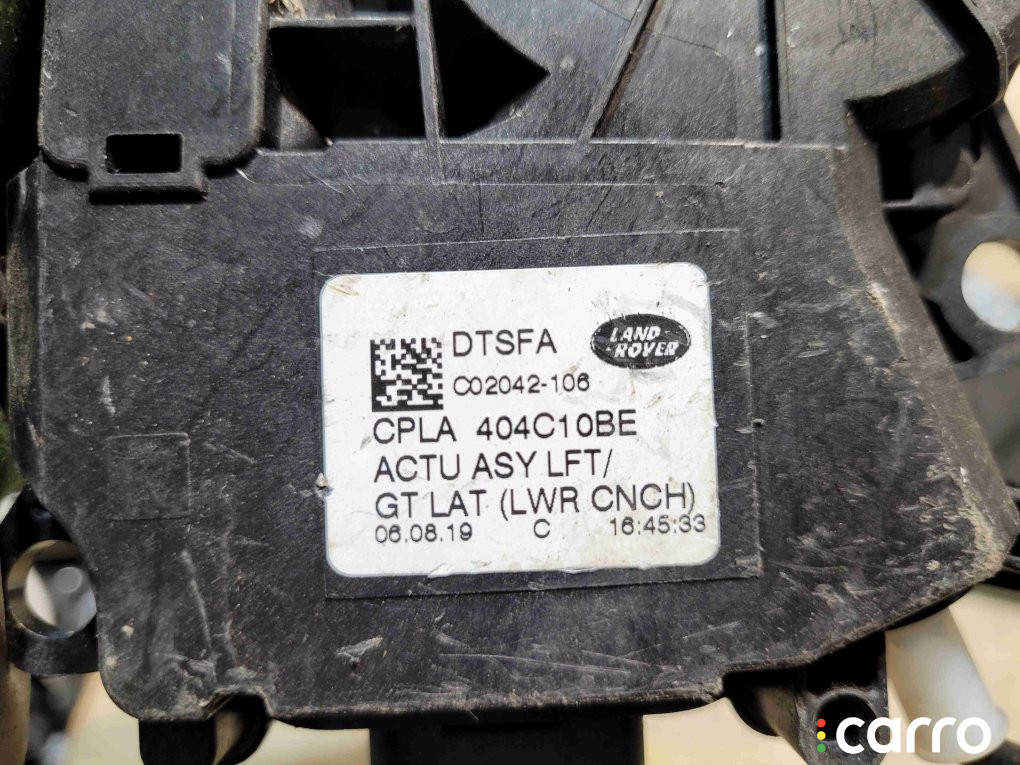 DTSFA
LAND-
-ROVER
C02042-106
CPLA 404C10BE
ACTU ASY LFT/
GT LAT (LWR CNCH)
06.08.19 C 16:45:33
carro